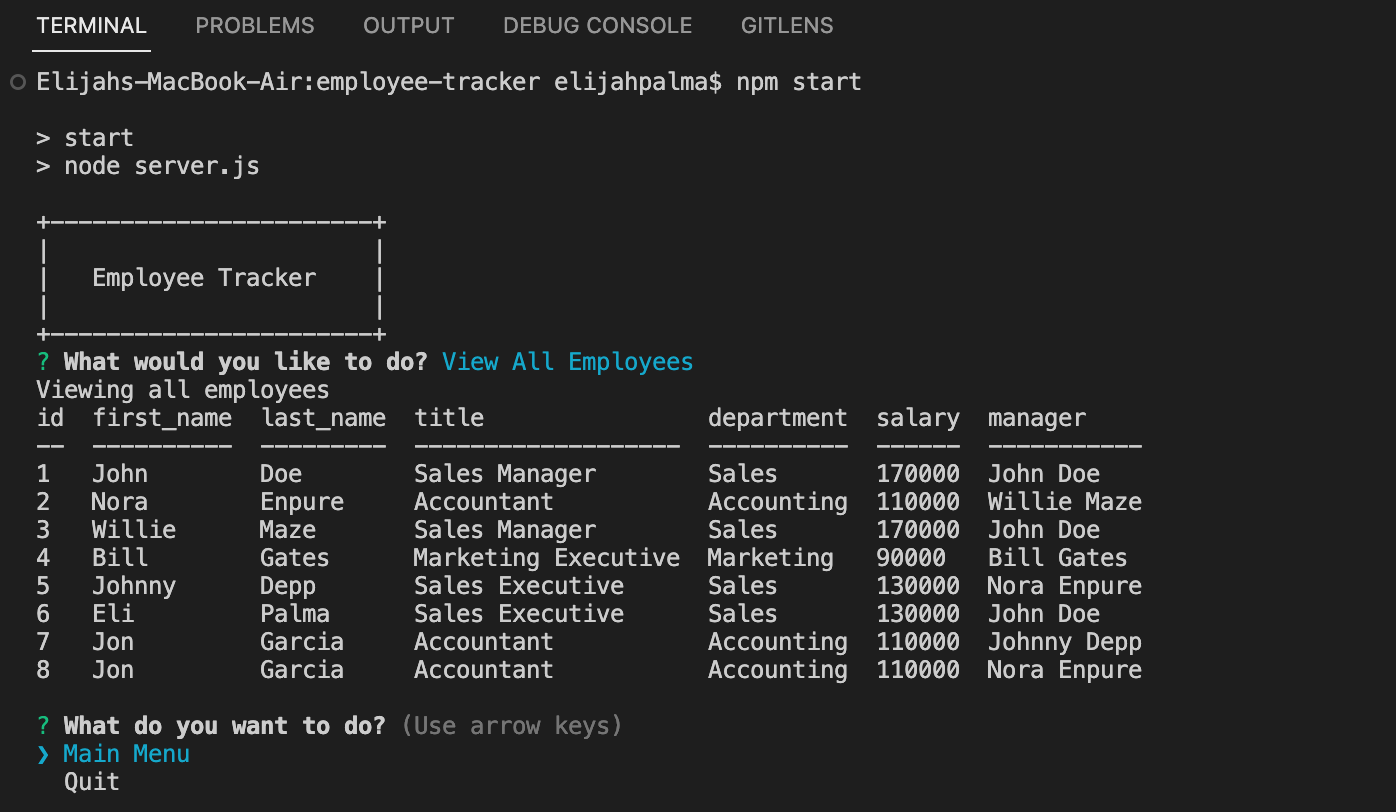 TERMINAL PROBLEMS OUTPUT DEBUG CONSOLE GITLENS
Elijahs-MacBook-Air:employee-tracker elijahpalma$ npm start
> start
> node server.js
+-----------------------+
|                       |
|   Employee Tracker    |
|                       |
+-----------------------+
? What would you like to do? View All Employees
Viewing all employees
id  first_name  last_name  title                department  salary  manager
--  ----------  ---------  -------------------  ----------  ------  -----------
1   John        Doe        Sales Manager        Sales       170000  John Doe
2   Nora        Enpure     Accountant           Accounting  110000  Willie Maze
3   Willie      Maze       Sales Manager        Sales       170000  John Doe
4   Bill        Gates      Marketing Executive  Marketing   90000   Bill Gates
5   Johnny      Depp       Sales Executive      Sales       130000  Nora Enpure
6   Eli         Palma      Sales Executive      Sales       130000  John Doe
7   Jon         Garcia     Accountant           Accounting  110000  Johnny Depp
8   Jon         Garcia     Accountant           Accounting  110000  Nora Enpure
? What do you want to do? (Use arrow keys)
❯ Main Menu
  Quit